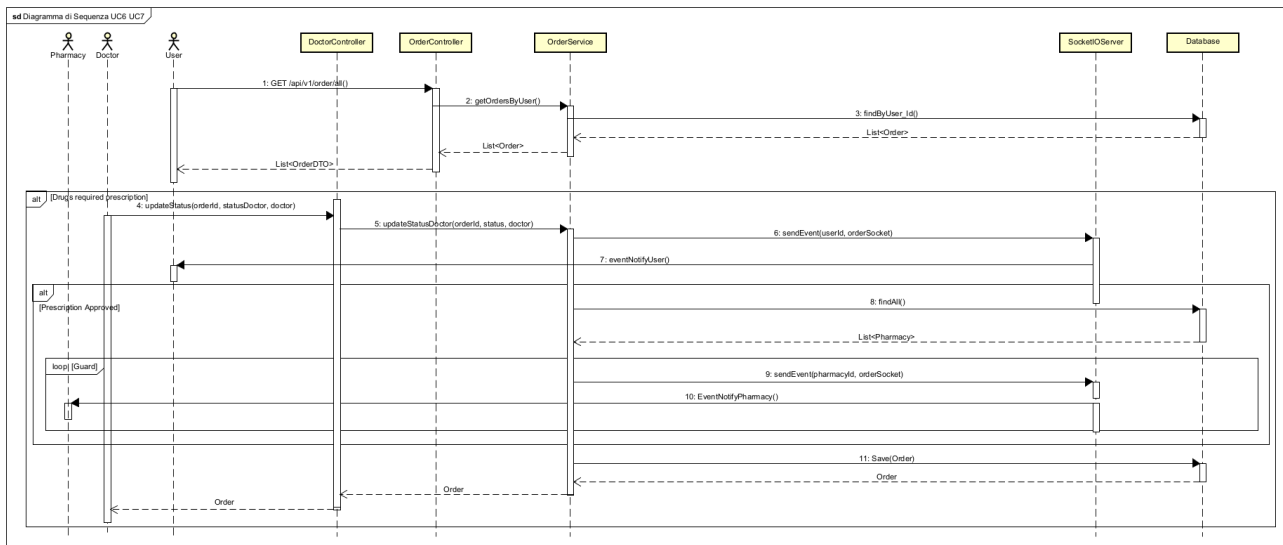 sd Diagramma di Sequenza UC6 UC7
Pharmacy
Doctor
User
DoctorController
OrderController
OrderService
SocketIOServer
Database
1: GET /api/v1/order/all()
2: getOrdersByUser()
3: findByUser_Id()
List<Order>
List<Order>
List<OrderDTO>
alt
[Drugs required prescription]
4: updateStatus(orderId, statusDoctor, doctor)
5: updateStatusDoctor(orderId, status, doctor)
6: sendEvent(userId, orderSocket)
7: eventNotifyUser()
alt
[Prescription Approved]
8: findAll()
List<Pharmacy>
loop [Guard]
9: sendEvent(pharmacyId, orderSocket)
10: EventNotifyPharmacy()
11: Save(Order)
Order
Order
Order